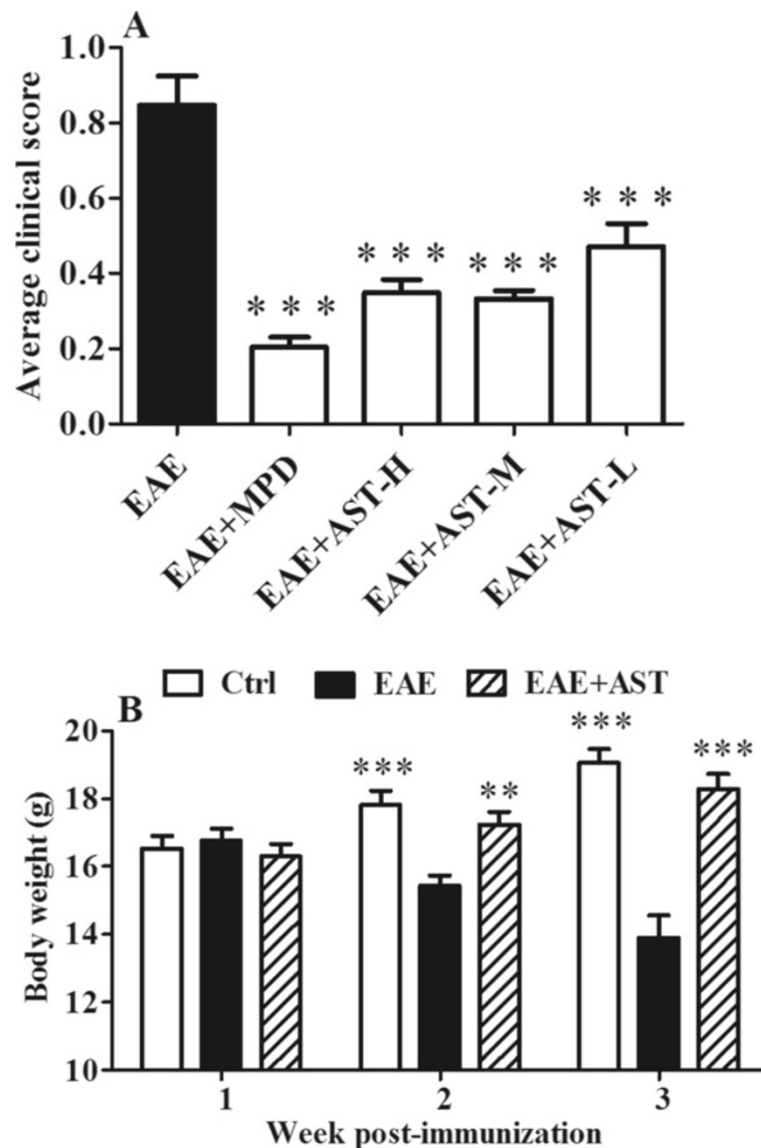 A
Average clinical score
1.0
0.8
0.6
0.4
0.2
0.0
* * *
* * *
* * *
* * *
EAE
EAE+MPD
EAE+AST-H
EAE+AST-M
EAE+AST-L
Ctrl EAE EAE+AST
B
Body weight (g)
20
18
16
14
12
10
*** ** *** ***
1 2 3
Week post-immunization